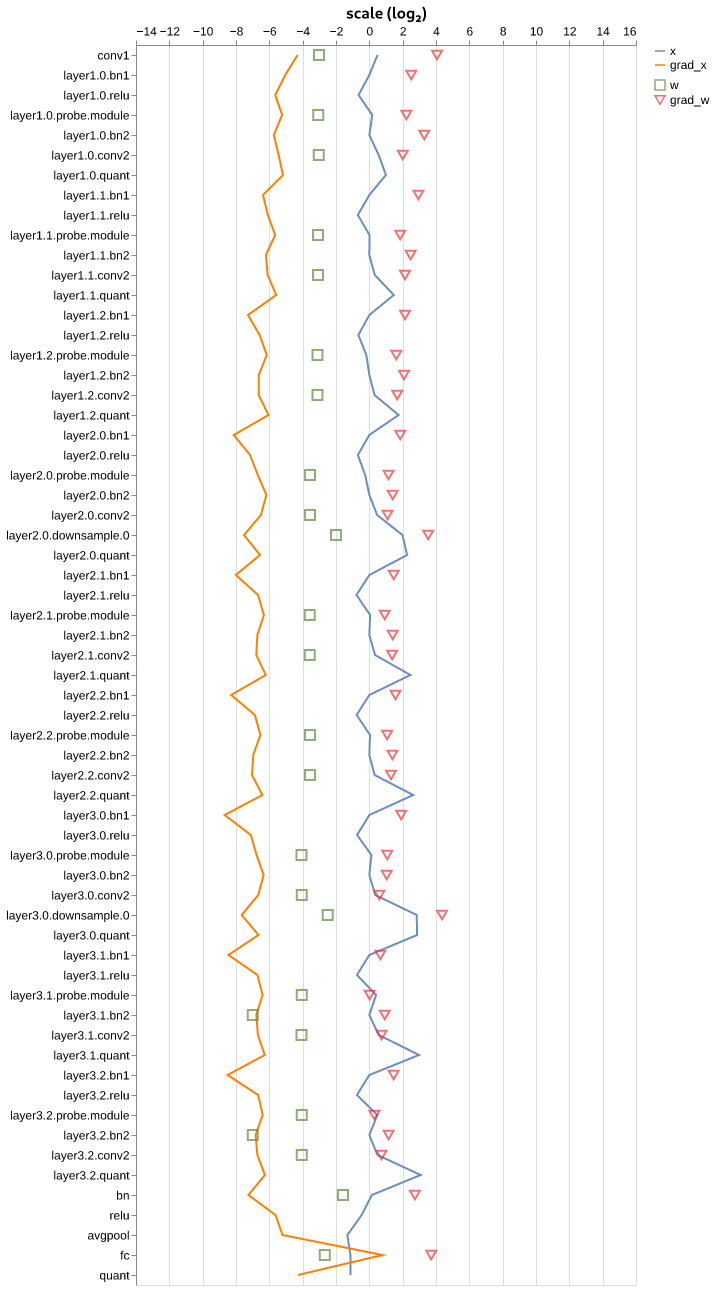 scale (log₂)
−14 −12 −10 −8 −6 −4 −2 0 2 4 6 8 10 12 14 16
x
grad_x
w
grad_w
conv1
layer1.0.bn1
layer1.0.relu
layer1.0.probe.module
layer1.0.bn2
layer1.0.conv2
layer1.0.quant
layer1.1.bn1
layer1.1.relu
layer1.1.probe.module
layer1.1.bn2
layer1.1.conv2
layer1.1.quant
layer1.2.bn1
layer1.2.relu
layer1.2.probe.module
layer1.2.bn2
layer1.2.conv2
layer1.2.quant
layer2.0.bn1
layer2.0.relu
layer2.0.probe.module
layer2.0.bn2
layer2.0.conv2
layer2.0.downsample.0
layer2.0.quant
layer2.1.bn1
layer2.1.relu
layer2.1.probe.module
layer2.1.bn2
layer2.1.conv2
layer2.1.quant
layer2.2.bn1
layer2.2.relu
layer2.2.probe.module
layer2.2.bn2
layer2.2.conv2
layer2.2.quant
layer3.0.bn1
layer3.0.relu
layer3.0.probe.module
layer3.0.bn2
layer3.0.conv2
layer3.0.downsample.0
layer3.0.quant
layer3.1.bn1
layer3.1.relu
layer3.1.probe.module
layer3.1.bn2
layer3.1.conv2
layer3.1.quant
layer3.2.bn1
layer3.2.relu
layer3.2.probe.module
layer3.2.bn2
layer3.2.conv2
layer3.2.quant
bn
relu
avgpool
fc
quant